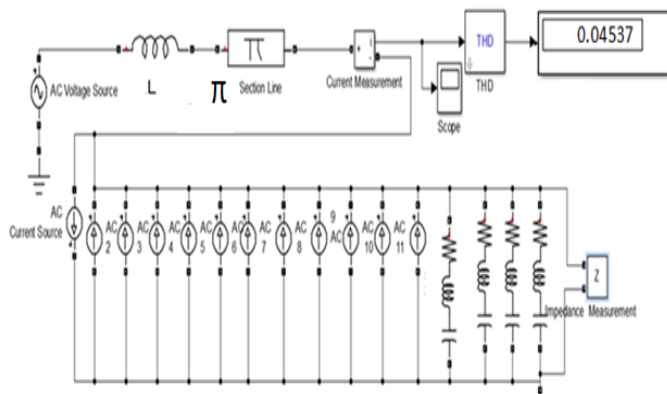 0.04537
THD
THD
AC Voltage Source
L
π
Section Line
Current Measurement
Scope
AC
Current Source
AC
2
AC
3
AC
4
AC
5
AC
6
AC
7
AC
8
9
AC
AC
10
AC
11
Z
Impedance Measurement